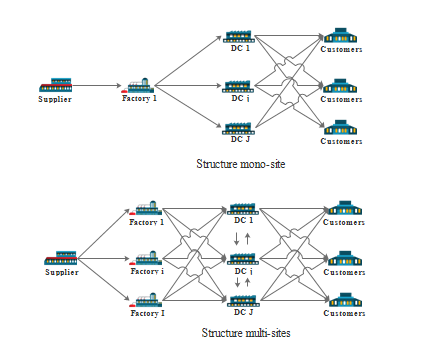 DC 1
Customers
Supplier
Factory 1
DC i
Customers
DC J
Customers
Structure mono-site
Factory 1
DC 1
Customers
Supplier
Factory i
DC i
Customers
Factory I
DC J
Customers
Structure multi-sites